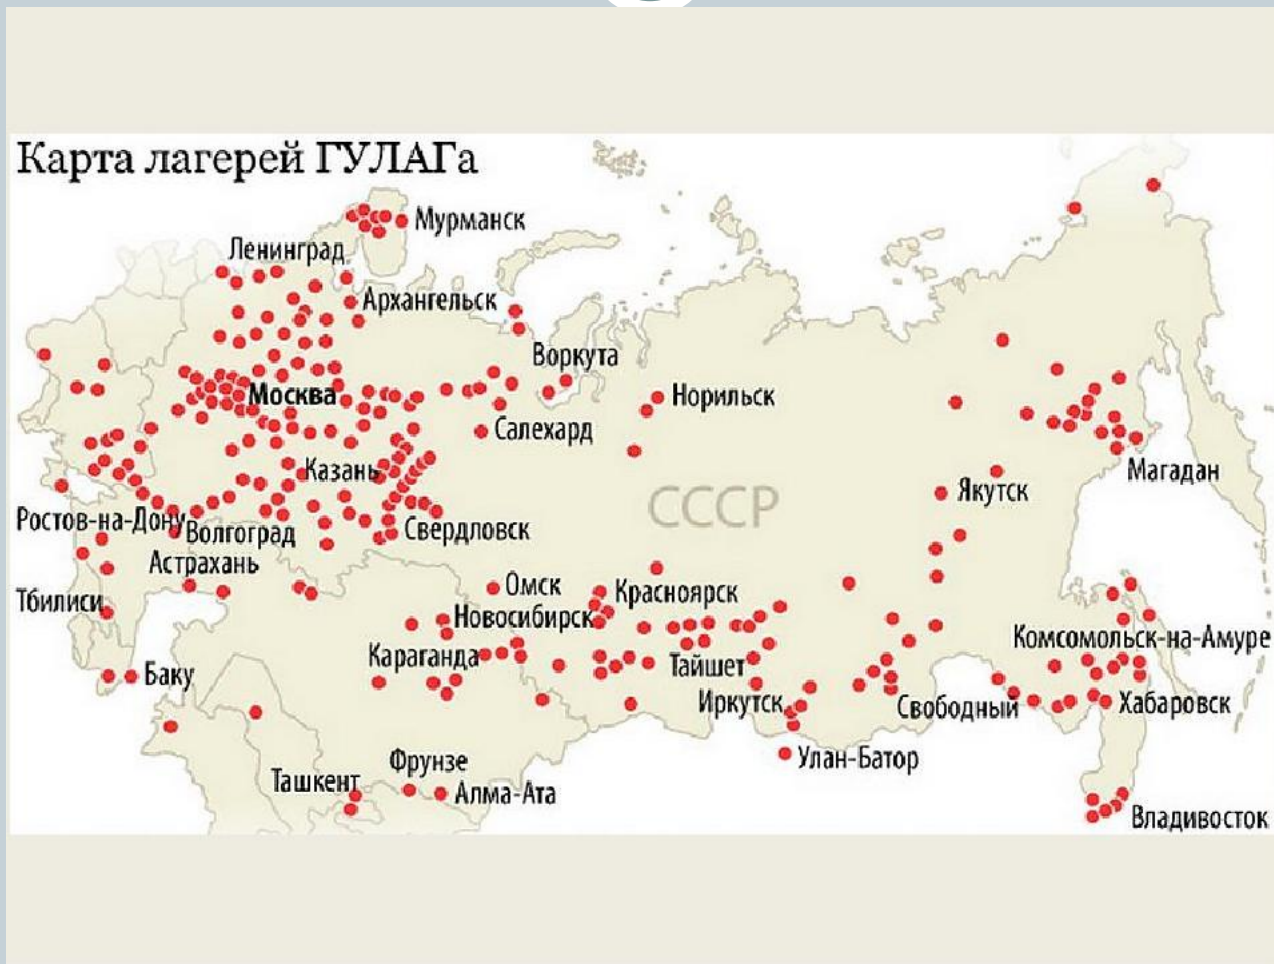 Карта лагерей ГУЛАГа
Мурманск
Ленинград
Архангельск
Воркута
Москва
Норильск
Салехард
Казань
Магадан
СССР
Якутск
Ростов-на-Дону
Волгоград
Свердловск
Астрахань
Омск
Красноярск
Тбилиси
Новосибирск
Комсомольск-на-Амуре
Караганда
Тайшет
Баку
Иркутск
Свободный
Хабаровск
Улан-Батор
Фрунзе
Ташкент
Алма-Ата
Владивосток